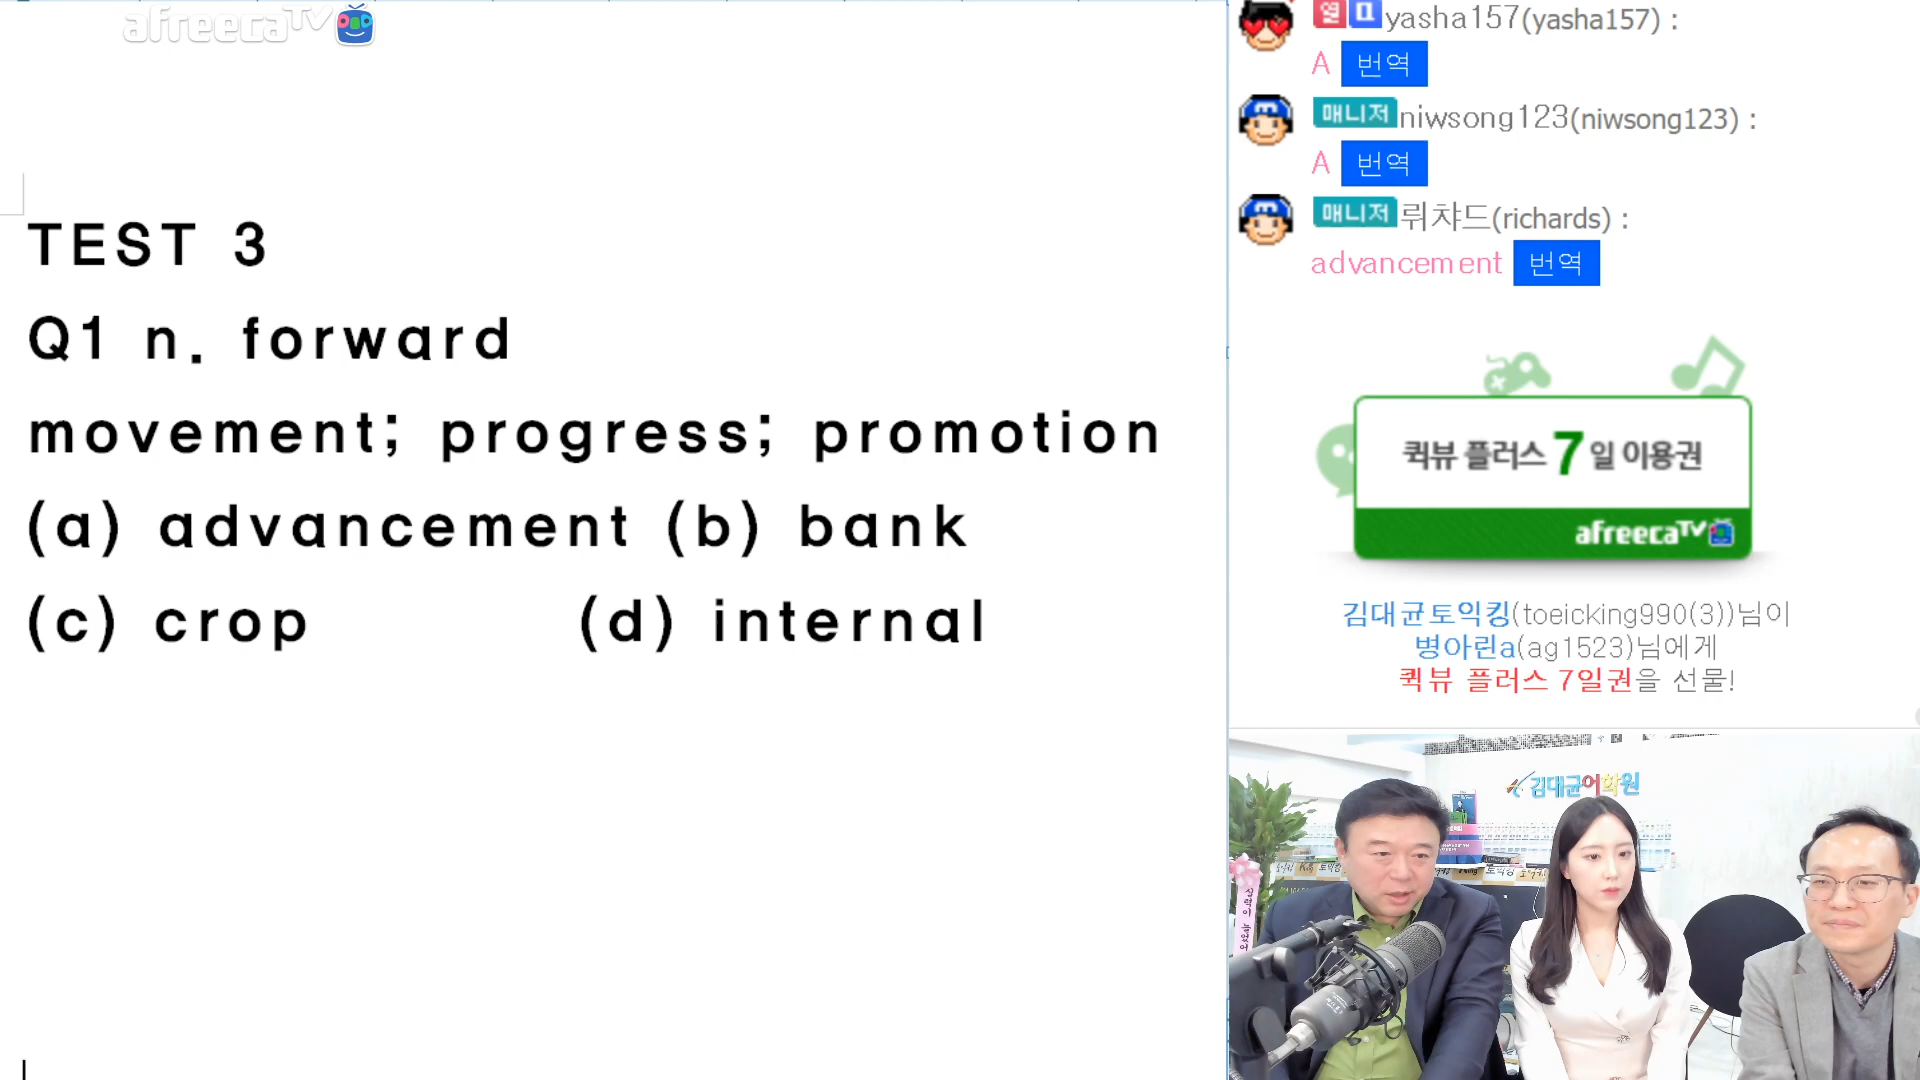 afreecaTV
TEST 3
Q1 n. forward
movement; progress; promotion
(a) advancement (b) bank
(c) crop (d) internal
열 미 yasha157(yasha157) :
A 번역
매니저 niwsong123(niwsong123) :
A 번역
매니저 뤼챠드(richards) :
advancement 번역
퀵뷰 플러스 7일 이용권
afreecaTV
김대균토익킹(toeicking990(3))님이
병아린a(ag1523)님에게
퀵뷰 플러스 7일권을 선물!
김대균어학원